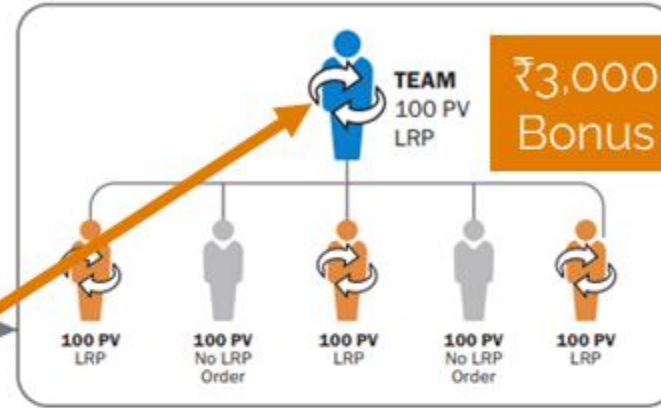 TEAM
100 PV
LRP
₹3,000
Bonus
100 PV
LRP
100 PV
No LRP
Order
100 PV
LRP
100 PV
No LRP
Order
100 PV
LRP